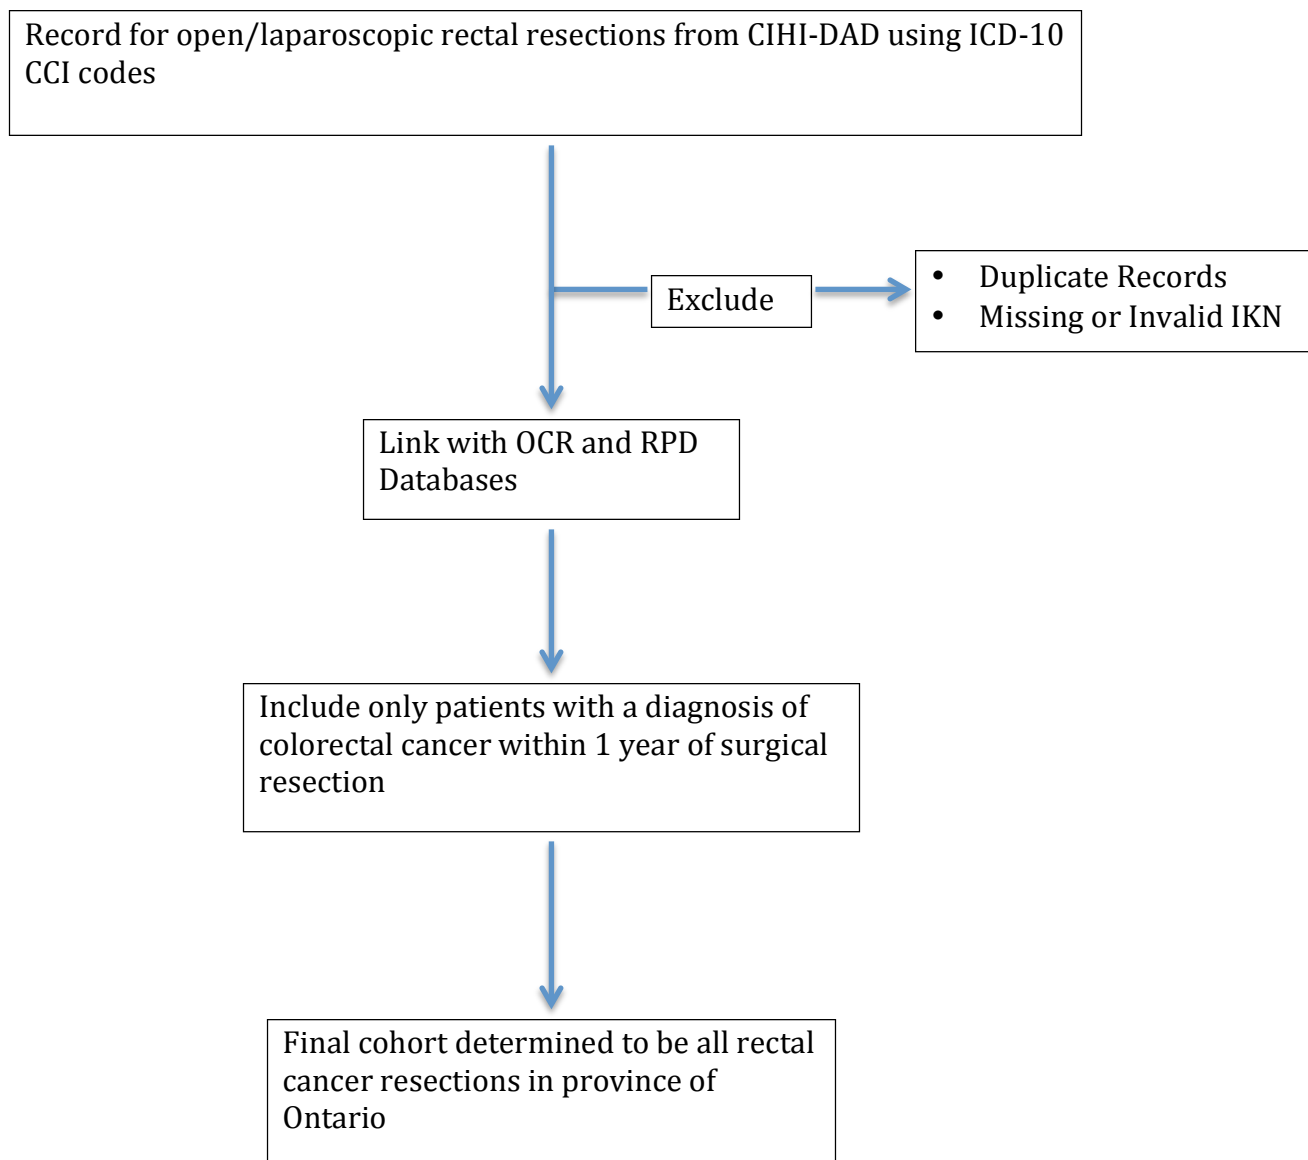 Record for open/laparoscopic rectal resections from CIHI-DAD using ICD-10
CCI codes
Exclude
• Duplicate Records
• Missing or Invalid IKN
Link with OCR and RPD
Databases
Include only patients with a diagnosis of
colorectal cancer within 1 year of surgical
resection
Final cohort determined to be all rectal
cancer resections in province of
Ontario